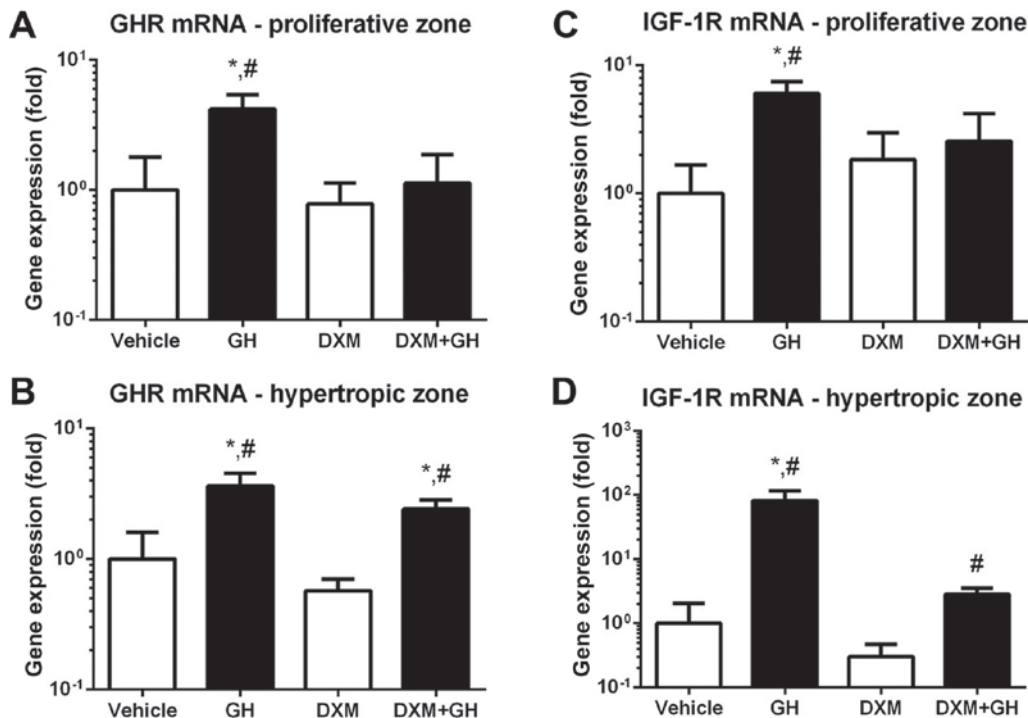 A
GHR mRNA - proliferative zone
Gene expression (fold)
10¹
10⁰
10⁻¹
*,#
Vehicle GH DXM DXM+GH
C
IGF-1R mRNA - proliferative zone
Gene expression (fold)
10¹
10⁰
10⁻¹
*,#
Vehicle GH DXM DXM+GH
B
GHR mRNA - hypertropic zone
Gene expression (fold)
10¹
10⁰
10⁻¹
*,#
*,#
Vehicle GH DXM DXM+GH
D
IGF-1R mRNA - hypertropic zone
Gene expression (fold)
10³
10²
10¹
10⁰
10⁻¹
*,#
#
Vehicle GH DXM DXM+GH